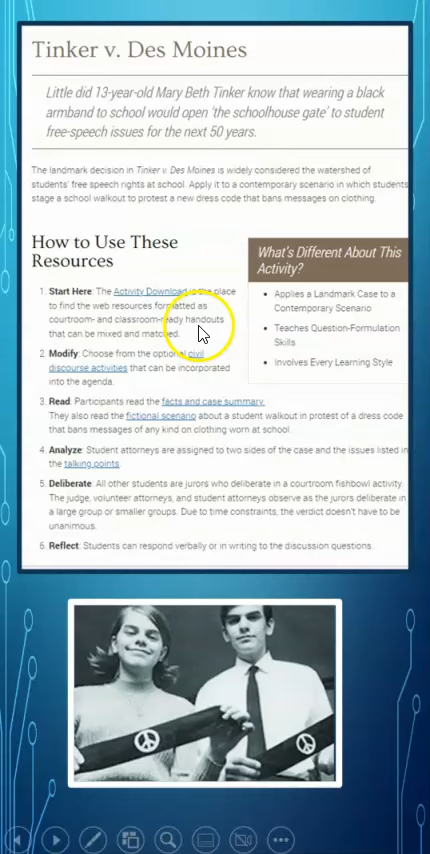 Tinker v. Des Moines
Little did 13-year-old Mary Beth Tinker know that wearing a black
armband to school would open 'the schoolhouse gate' to student
free-speech issues for the next 50 years.
The landmark decision in Tinker v. Des Moines is widely considered the watershed of
students' free speech rights at school. Apply it to a contemporary scenario in which students
stage a school walkout to protest a new dress code that bans messages on clothing.
How to Use These
Resources
1. Start Here: The Activity Download is the place
to find the web resources formatted as
courtroom- and classroom-ready handouts
that can be mixed and matched.
2. Modify: Choose from the optional civil
discourse activities that can be incorporated
into the agenda.
What's Different About This
Activity?
Applies a Landmark Case to a
Contemporary Scenario
Teaches Question-Formulation
Skills
Involves Every Learning Style
3. Read: Participants read the facts and case summary.
They also read the fictional scenario about a student walkout in protest of a dress code
that bans messages of any kind on clothing worn at school.
4. Analyze: Student attorneys are assigned to two sides of the case and the issues listed in
the talking points.
5. Deliberate: All other students are jurors who deliberate in a courtroom fishbowl activity.
The judge, volunteer attorneys, and student attorneys observe as the jurors deliberate in
a large group or smaller groups. Due to time constraints, the verdict doesn't have to be
unanimous.
6. Reflect: Students can respond verbally or in writing to the discussion questions.